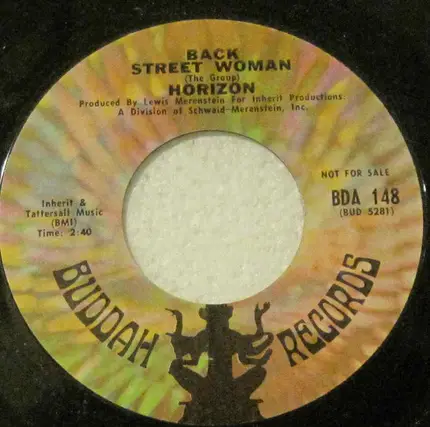 BACK
STREET WOMAN
(The Group)
HORIZON
Produced By Lewis Merenstein For Inherit Productions:
A Division of Schwaid-Merenstein, Inc.
NOT FOR SALE
BDA 148
(BUD 5281)
Inherit &
Tattersall Music
(BMI)
Time: 2:40
BUDDAH RECORDS